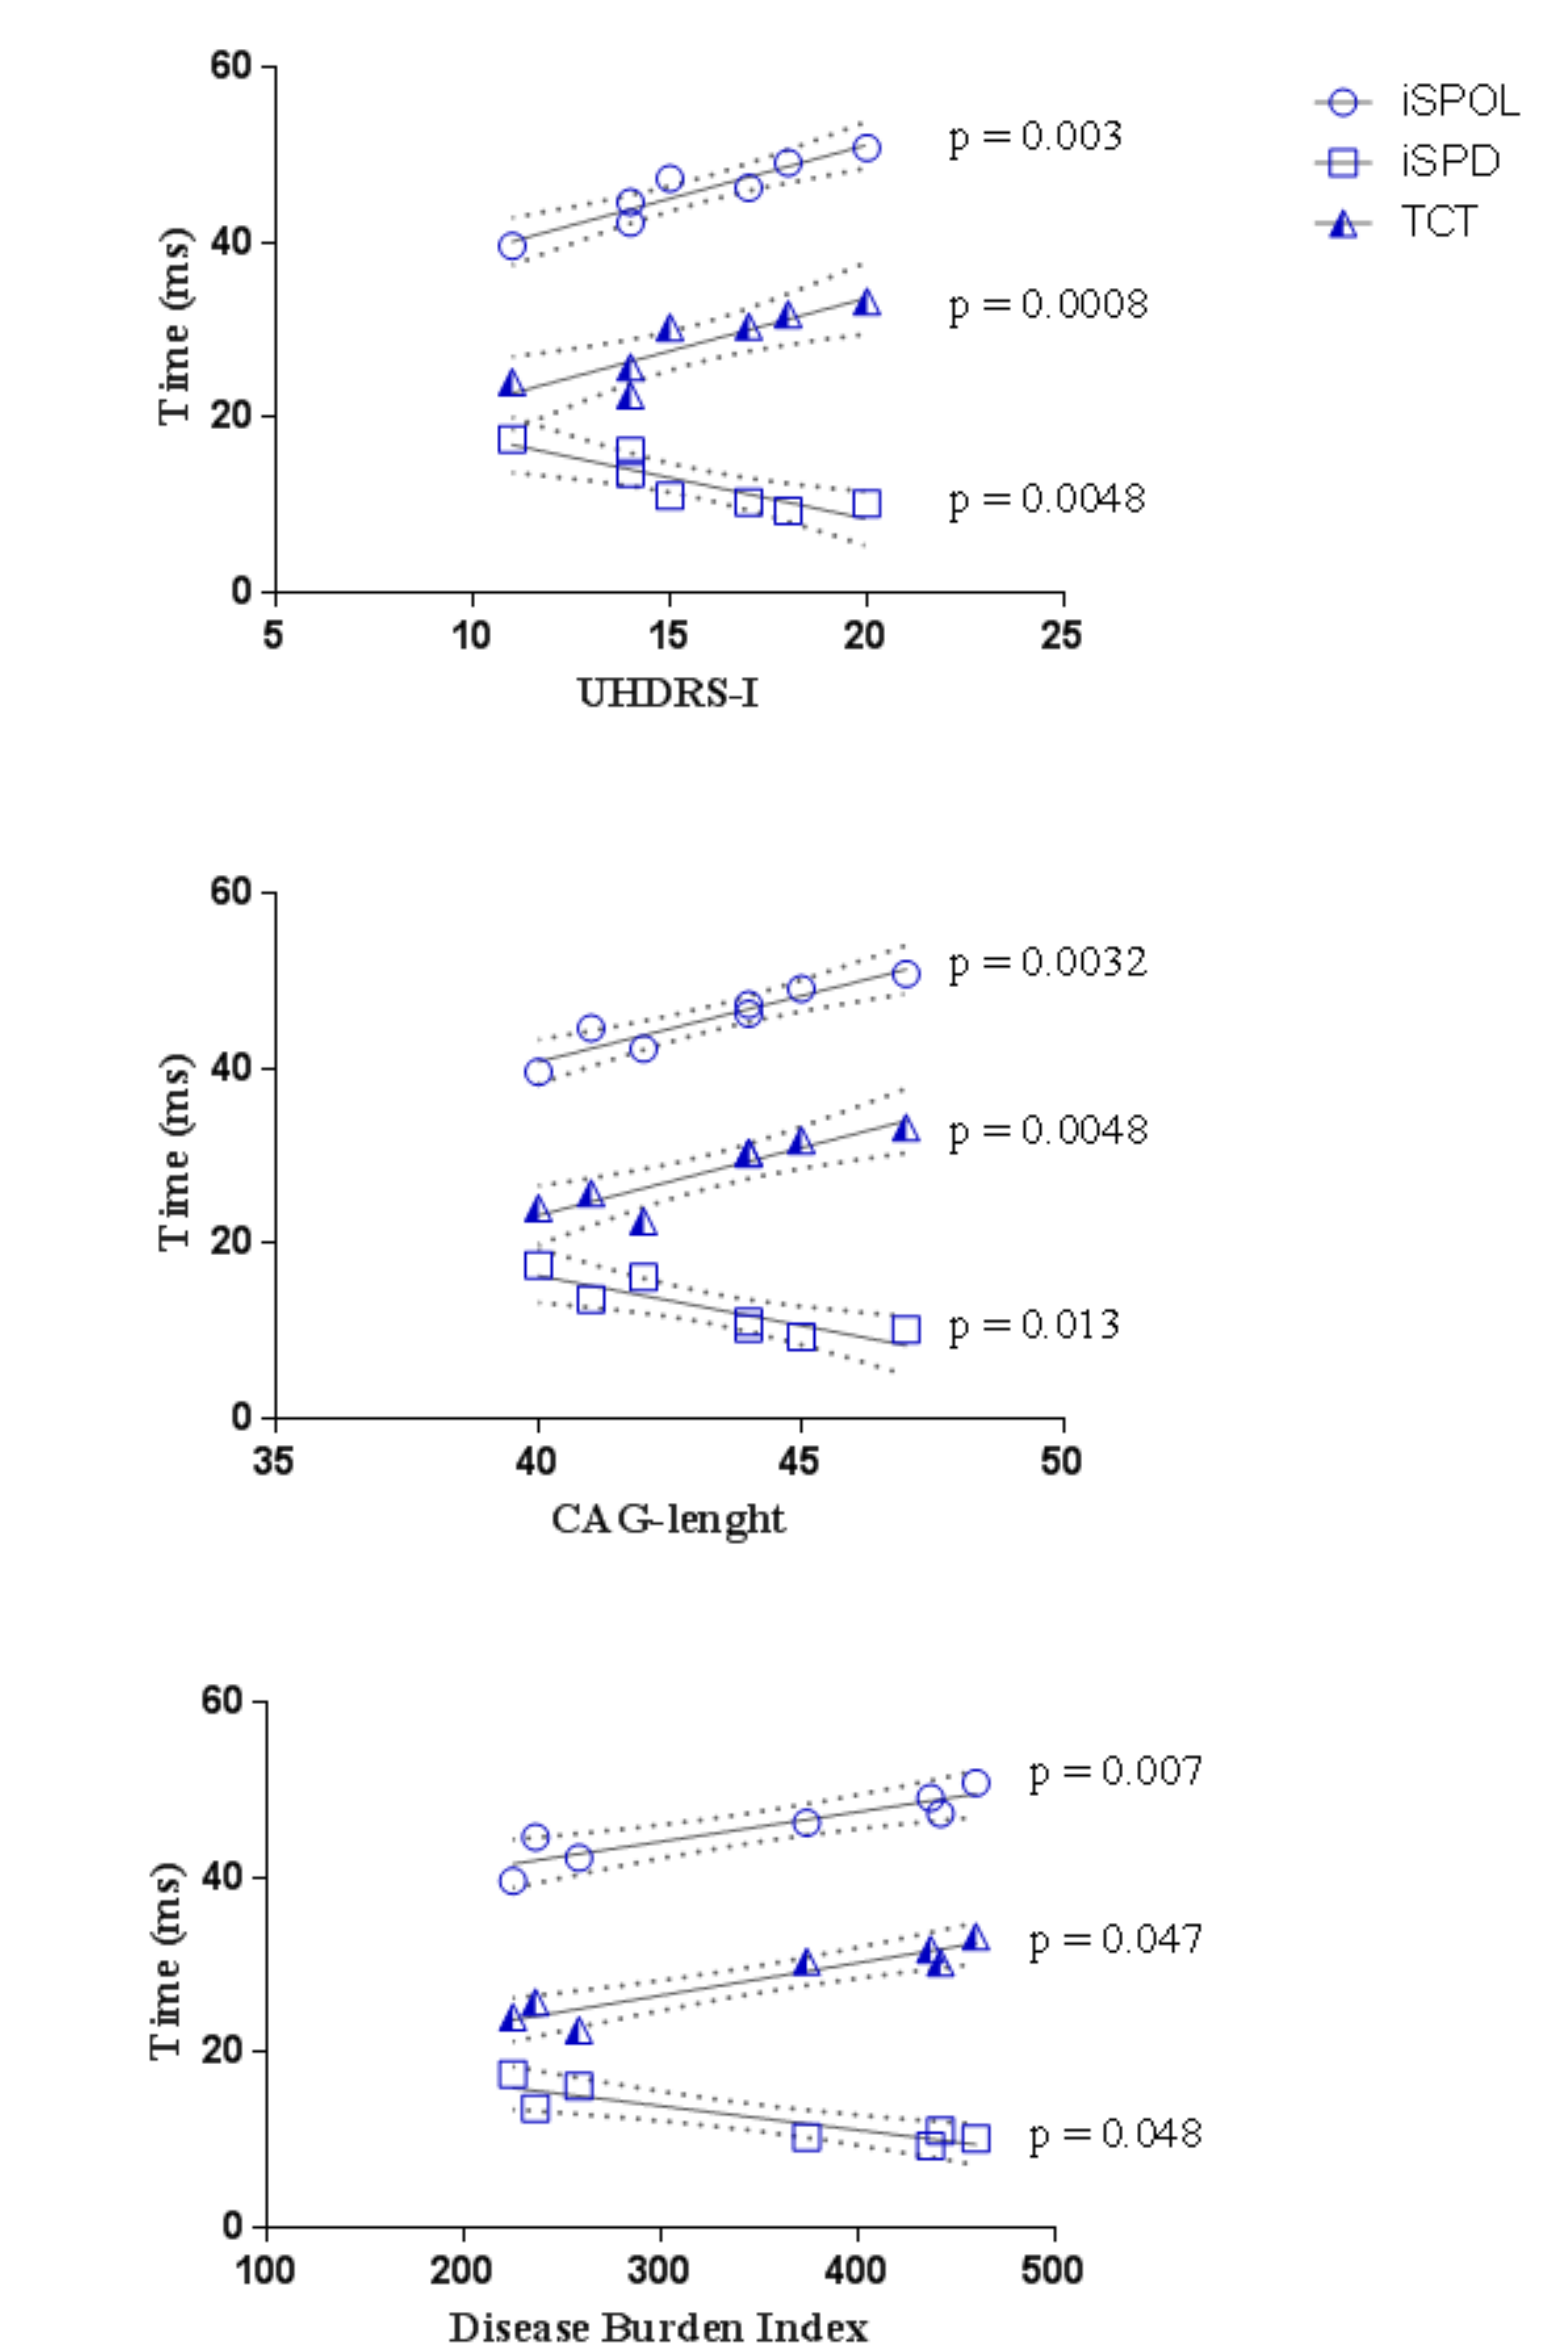 60
iSPOL
p = 0.003
iSPD
TCT
40
Time (ms)
p = 0.0008
20
p = 0.0048
0
5 10 15 20 25
UHDRS-I
60
p = 0.0032
40
Time (ms)
p = 0.0048
20
p = 0.013
0
35 40 45 50
CAG-lenght
60
p = 0.007
40
Time (ms)
p = 0.047
20
p = 0.048
0
100 200 300 400 500
Disease Burden Index